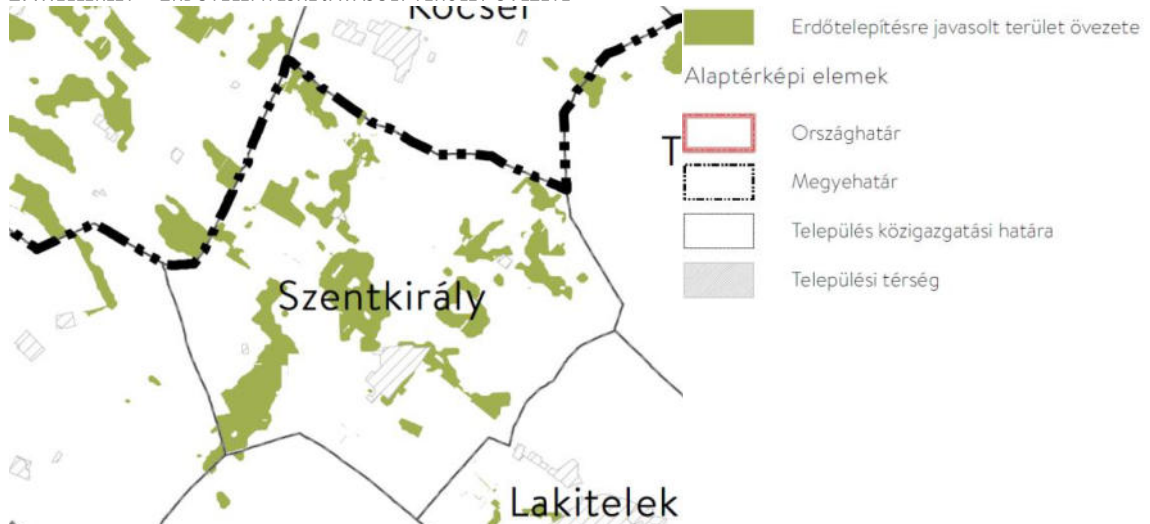 Kocsér
Erdőtelepítésre javasolt terület övezete
Alaptérképi elemek
Országhatár
T
Megyehatár
Település közigazgatási határa
Települési térség
Szentkirály
Lakitelek